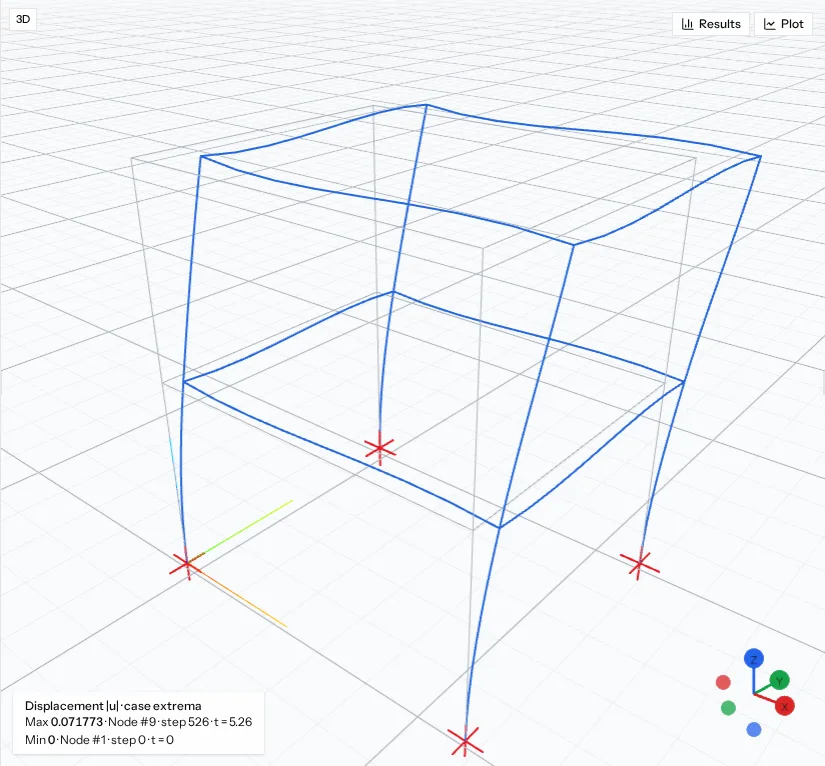 3D
Results
Plot
Displacement |u| · case extrema
Max 0.071773 · Node #9 · step 526 · t = 5.26
Min 0 · Node #1 · step 0 · t = 0
Z
Y
X